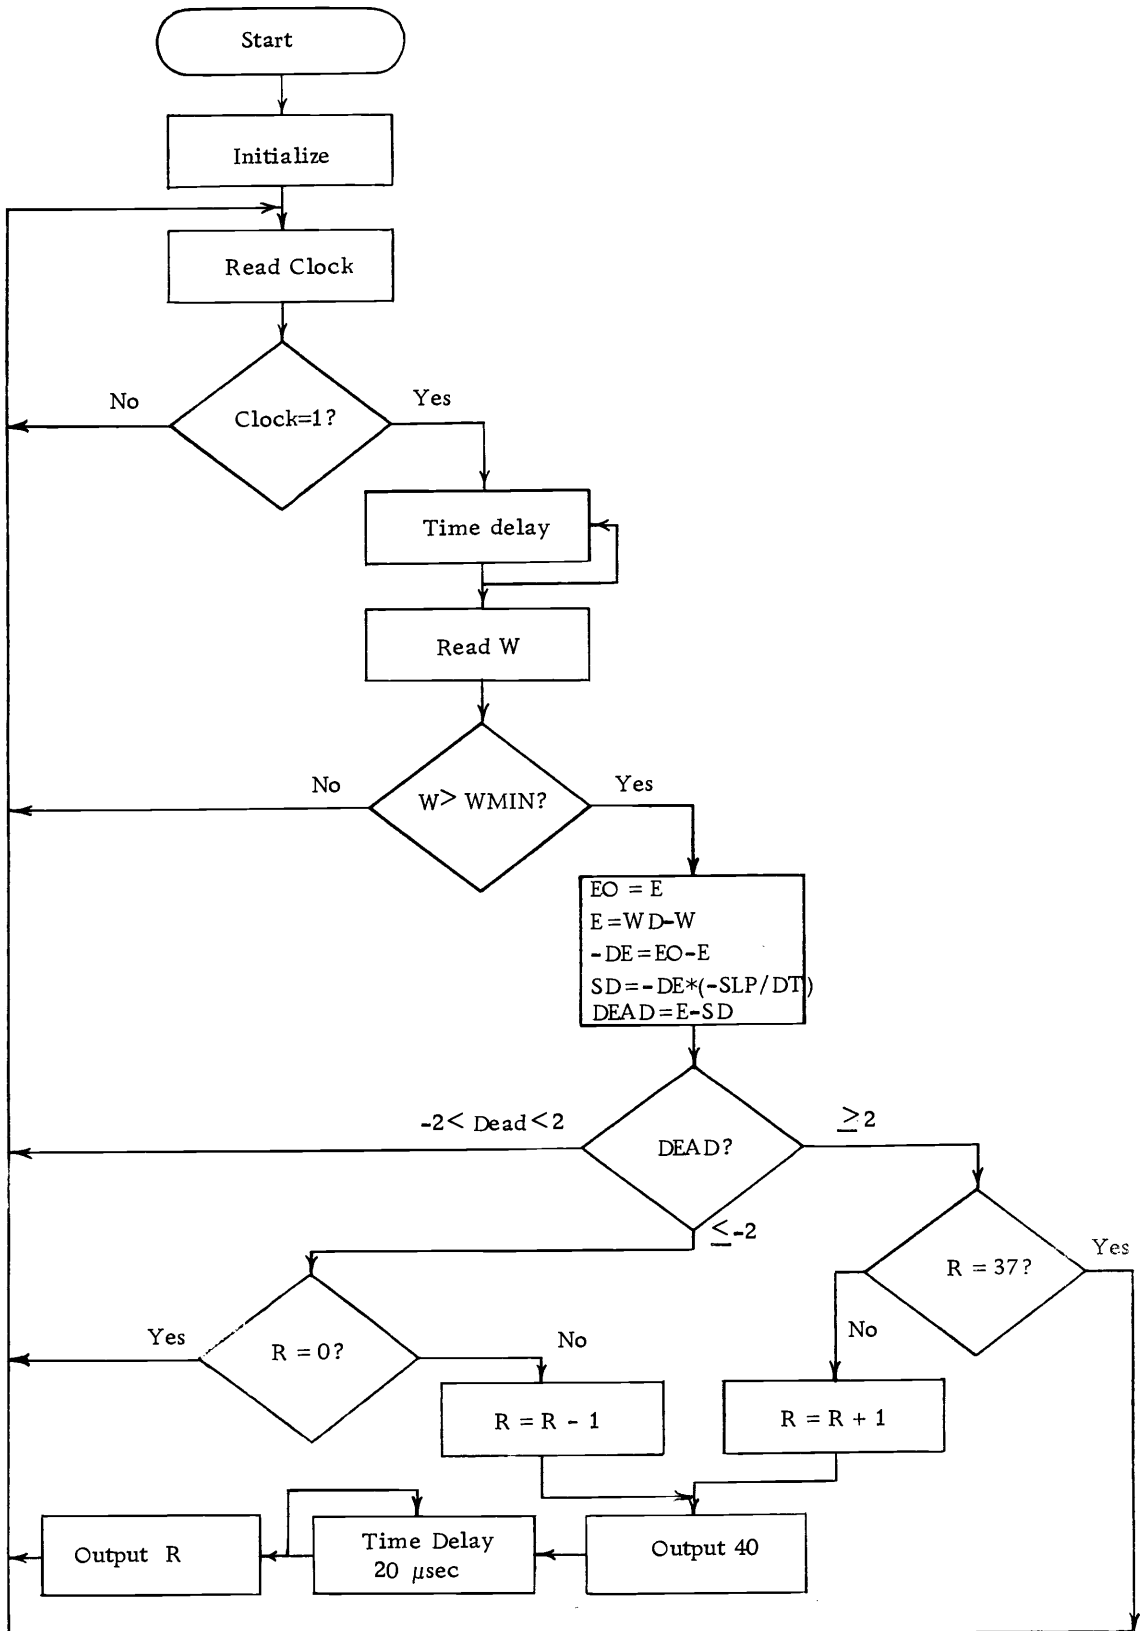 Start
Initialize
Read Clock
No
Clock=1?
Yes
Time delay
Read W
No
W> WMIN?
Yes
EO = E
E=WD-W
-DE=EO-E
SD=-DE*(-SLP/DT)
DEAD=E-SD
-2< Dead<2
DEAD?
≥2
≤-2
R = 37?
Yes
No
Yes
R = 0?
No
R = R - 1
R = R + 1
Output R
Time Delay
20 μsec
Output 40